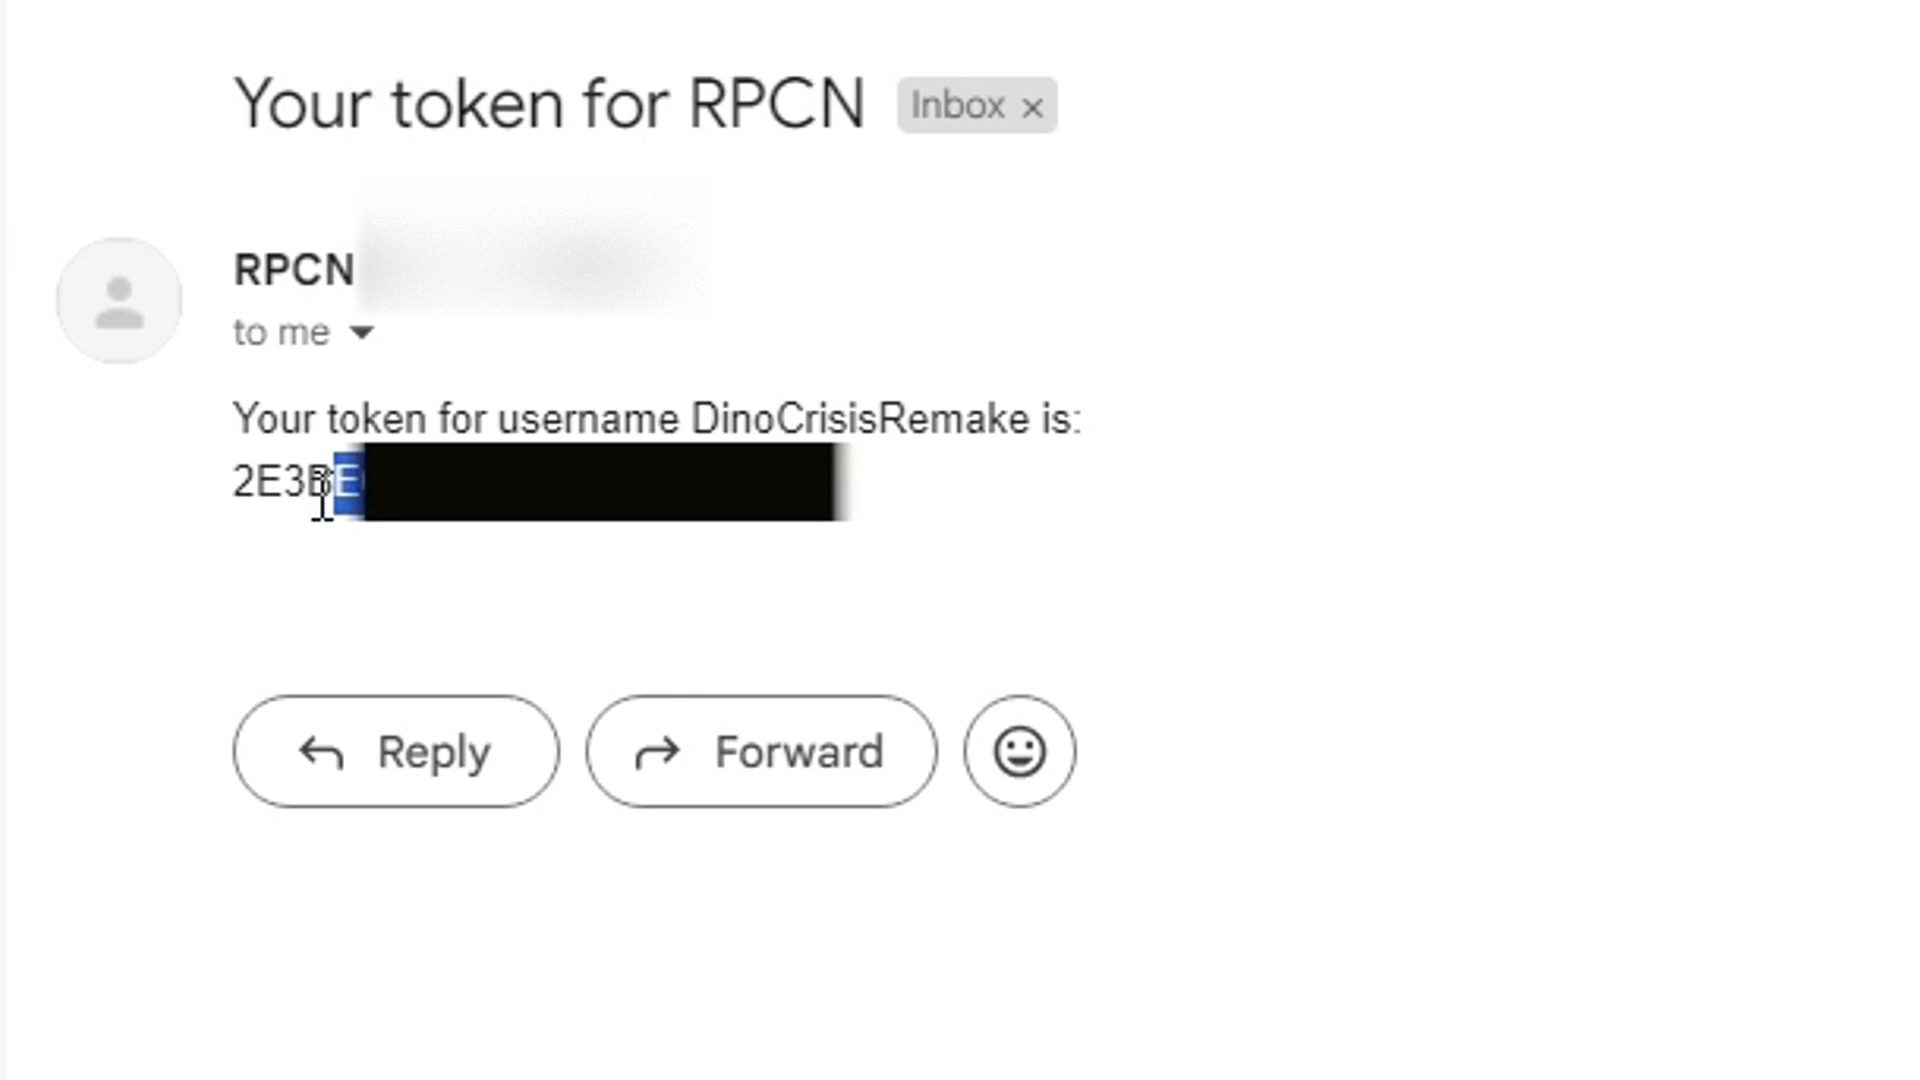 Your token for RPCN Inbox ×
RPCN
to me
Your token for username DinoCrisisRemake is:
2E3BE
Reply Forward